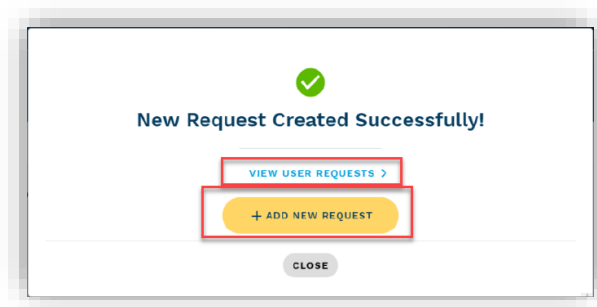 New Request Created Successfully!
VIEW USER REQUESTS >
+ ADD NEW REQUEST
CLOSE